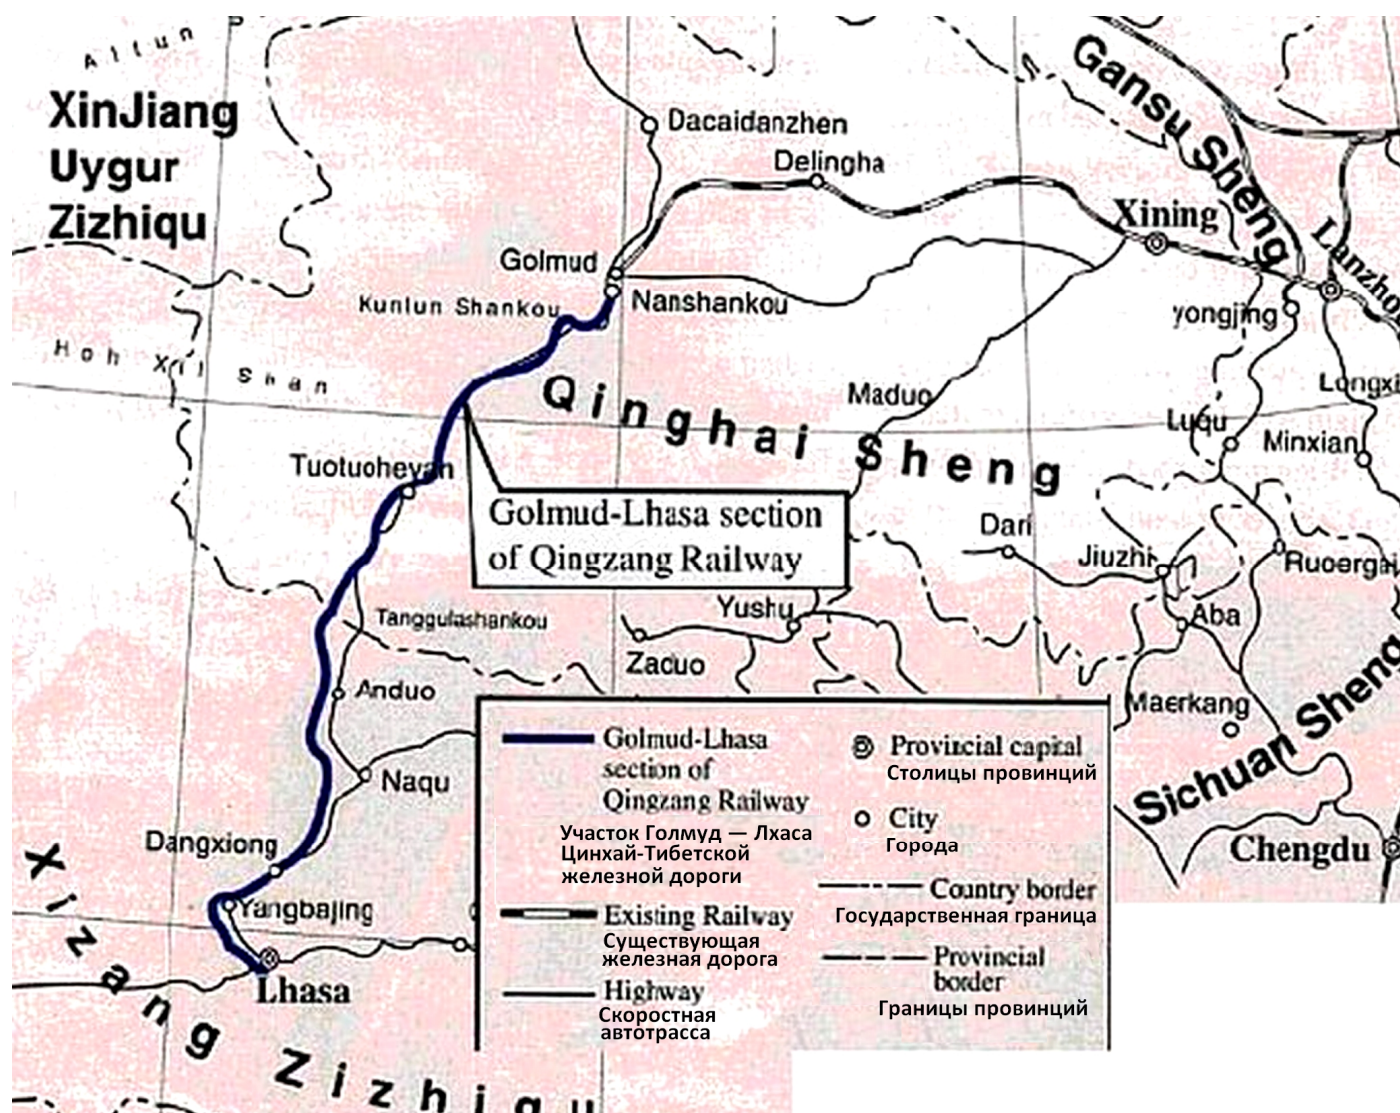 Altun
XinJiang
Uygur
Zizhiqu
Gansu Sheng
Dacaidanzhen
Delingha
Xining
Golmud
Nanshankou
Kunlun Shankou
yongjing
Hoh Xil Shan
Qinghai Sheng
Maduo
Luqu
Minxian
Tuotuoheyan
Golmud-Lhasa section
of Qingzang Railway
Dari
Jiuzhi
Aba
Yushu
Tanggulashankou
Zaduo
Anduo
Naqu
Maerkang
Sichuan Sheng
Chengdu
Dangxiong
Yangbajing
Lhasa
Xizang Zizhiqu
Golmud-Lhasa
section of
Qingzang Railway
Участок Голмуд — Лхаса
Цинхай-Тибетской
железной дороги
Existing Railway
Существующая
железная дорога
Highway
Скоростная
автотрасса
Provincial capital
Столицы провинций
City
Города
Country border
Государственная граница
Provincial
border
Границы провинций